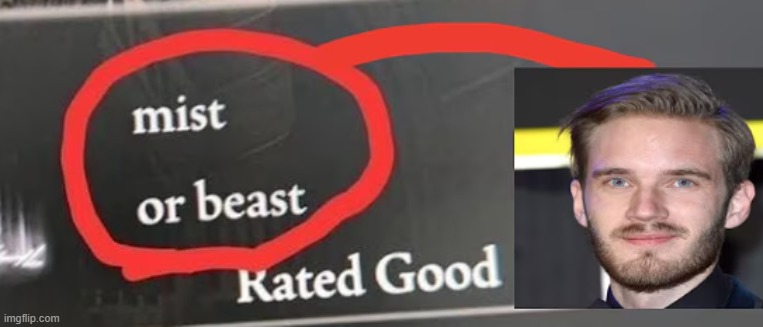 mist
or beast
Rated Good
imgflip.com